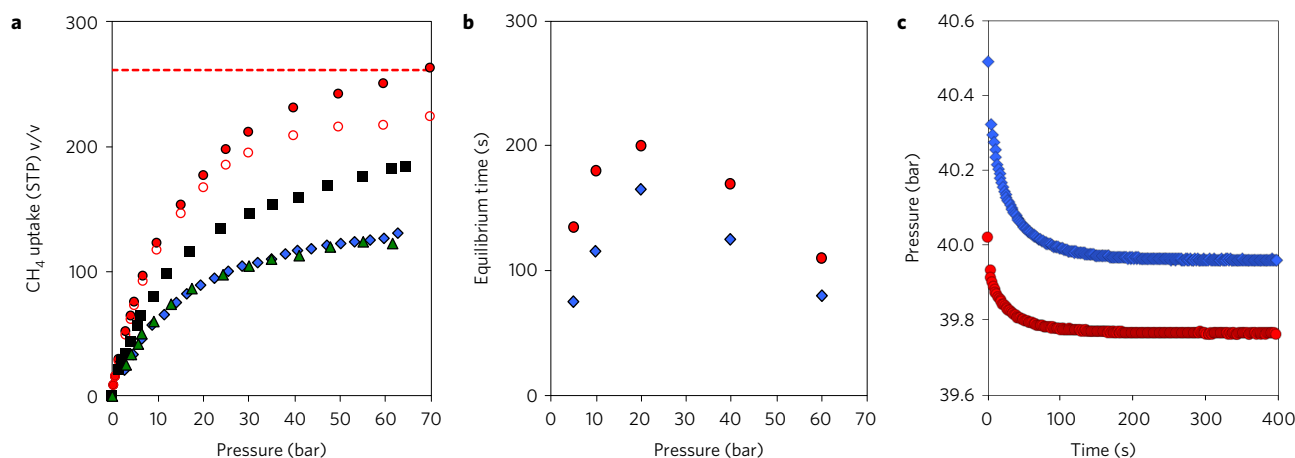 a
300
200
100
0
CH₄ uptake (STP) v/v
0 10 20 30 40 50 60 70
Pressure (bar)
b
300
200
100
0
Equilibrium time (s)
0 10 20 30 40 50 60 70
Pressure (bar)
c
40.6
40.4
40.2
40.0
39.8
39.6
Pressure (bar)
0 100 200 300 400
Time (s)